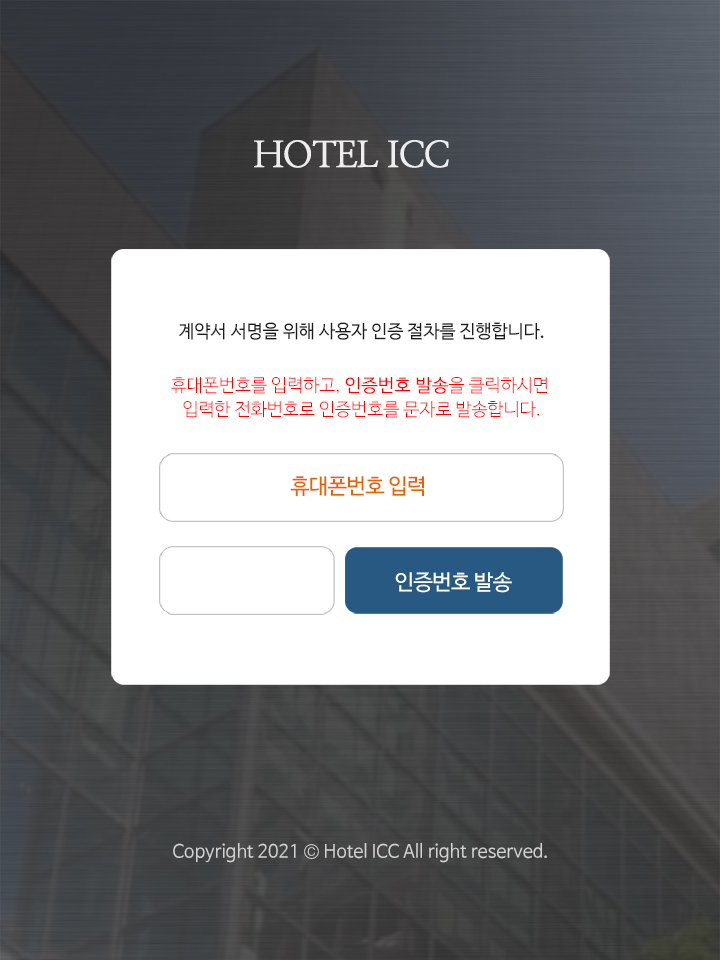 HOTEL ICC
계약서 서명을 위해 사용자 인증 절차를 진행합니다.
휴대폰번호를 입력하고, 인증번호 발송을 클릭하시면
입력한 전화번호로 인증번호를 문자로 발송합니다.
휴대폰번호 입력
인증번호 발송
Copyright 2021 © Hotel ICC All right reserved.